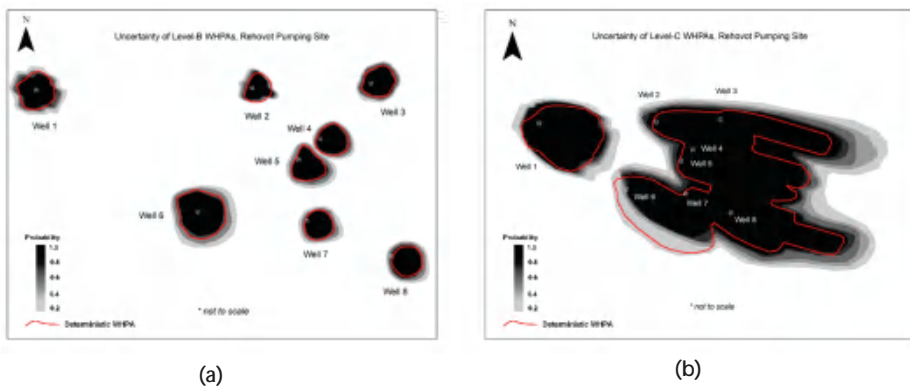 N
Uncertainty of Level-B WHPAs, Rehovot Pumping Site
Well 1
Well 2
Well 3
Well 4
Well 5
Well 6
Well 7
Well 8
Probability
1.0
0.8
0.6
0.4
0.2
* not to scale
Deterministic WHPA
(a)
N
Uncertainty of Level-C WHPAs, Rehovot Pumping Site
Well 2
Well 3
Well 1
Well 4
Well 5
Well 6
Well 7
Well 8
Probability
1.0
0.8
0.6
0.4
0.2
* not to scale
Deterministic WHPA
(b)